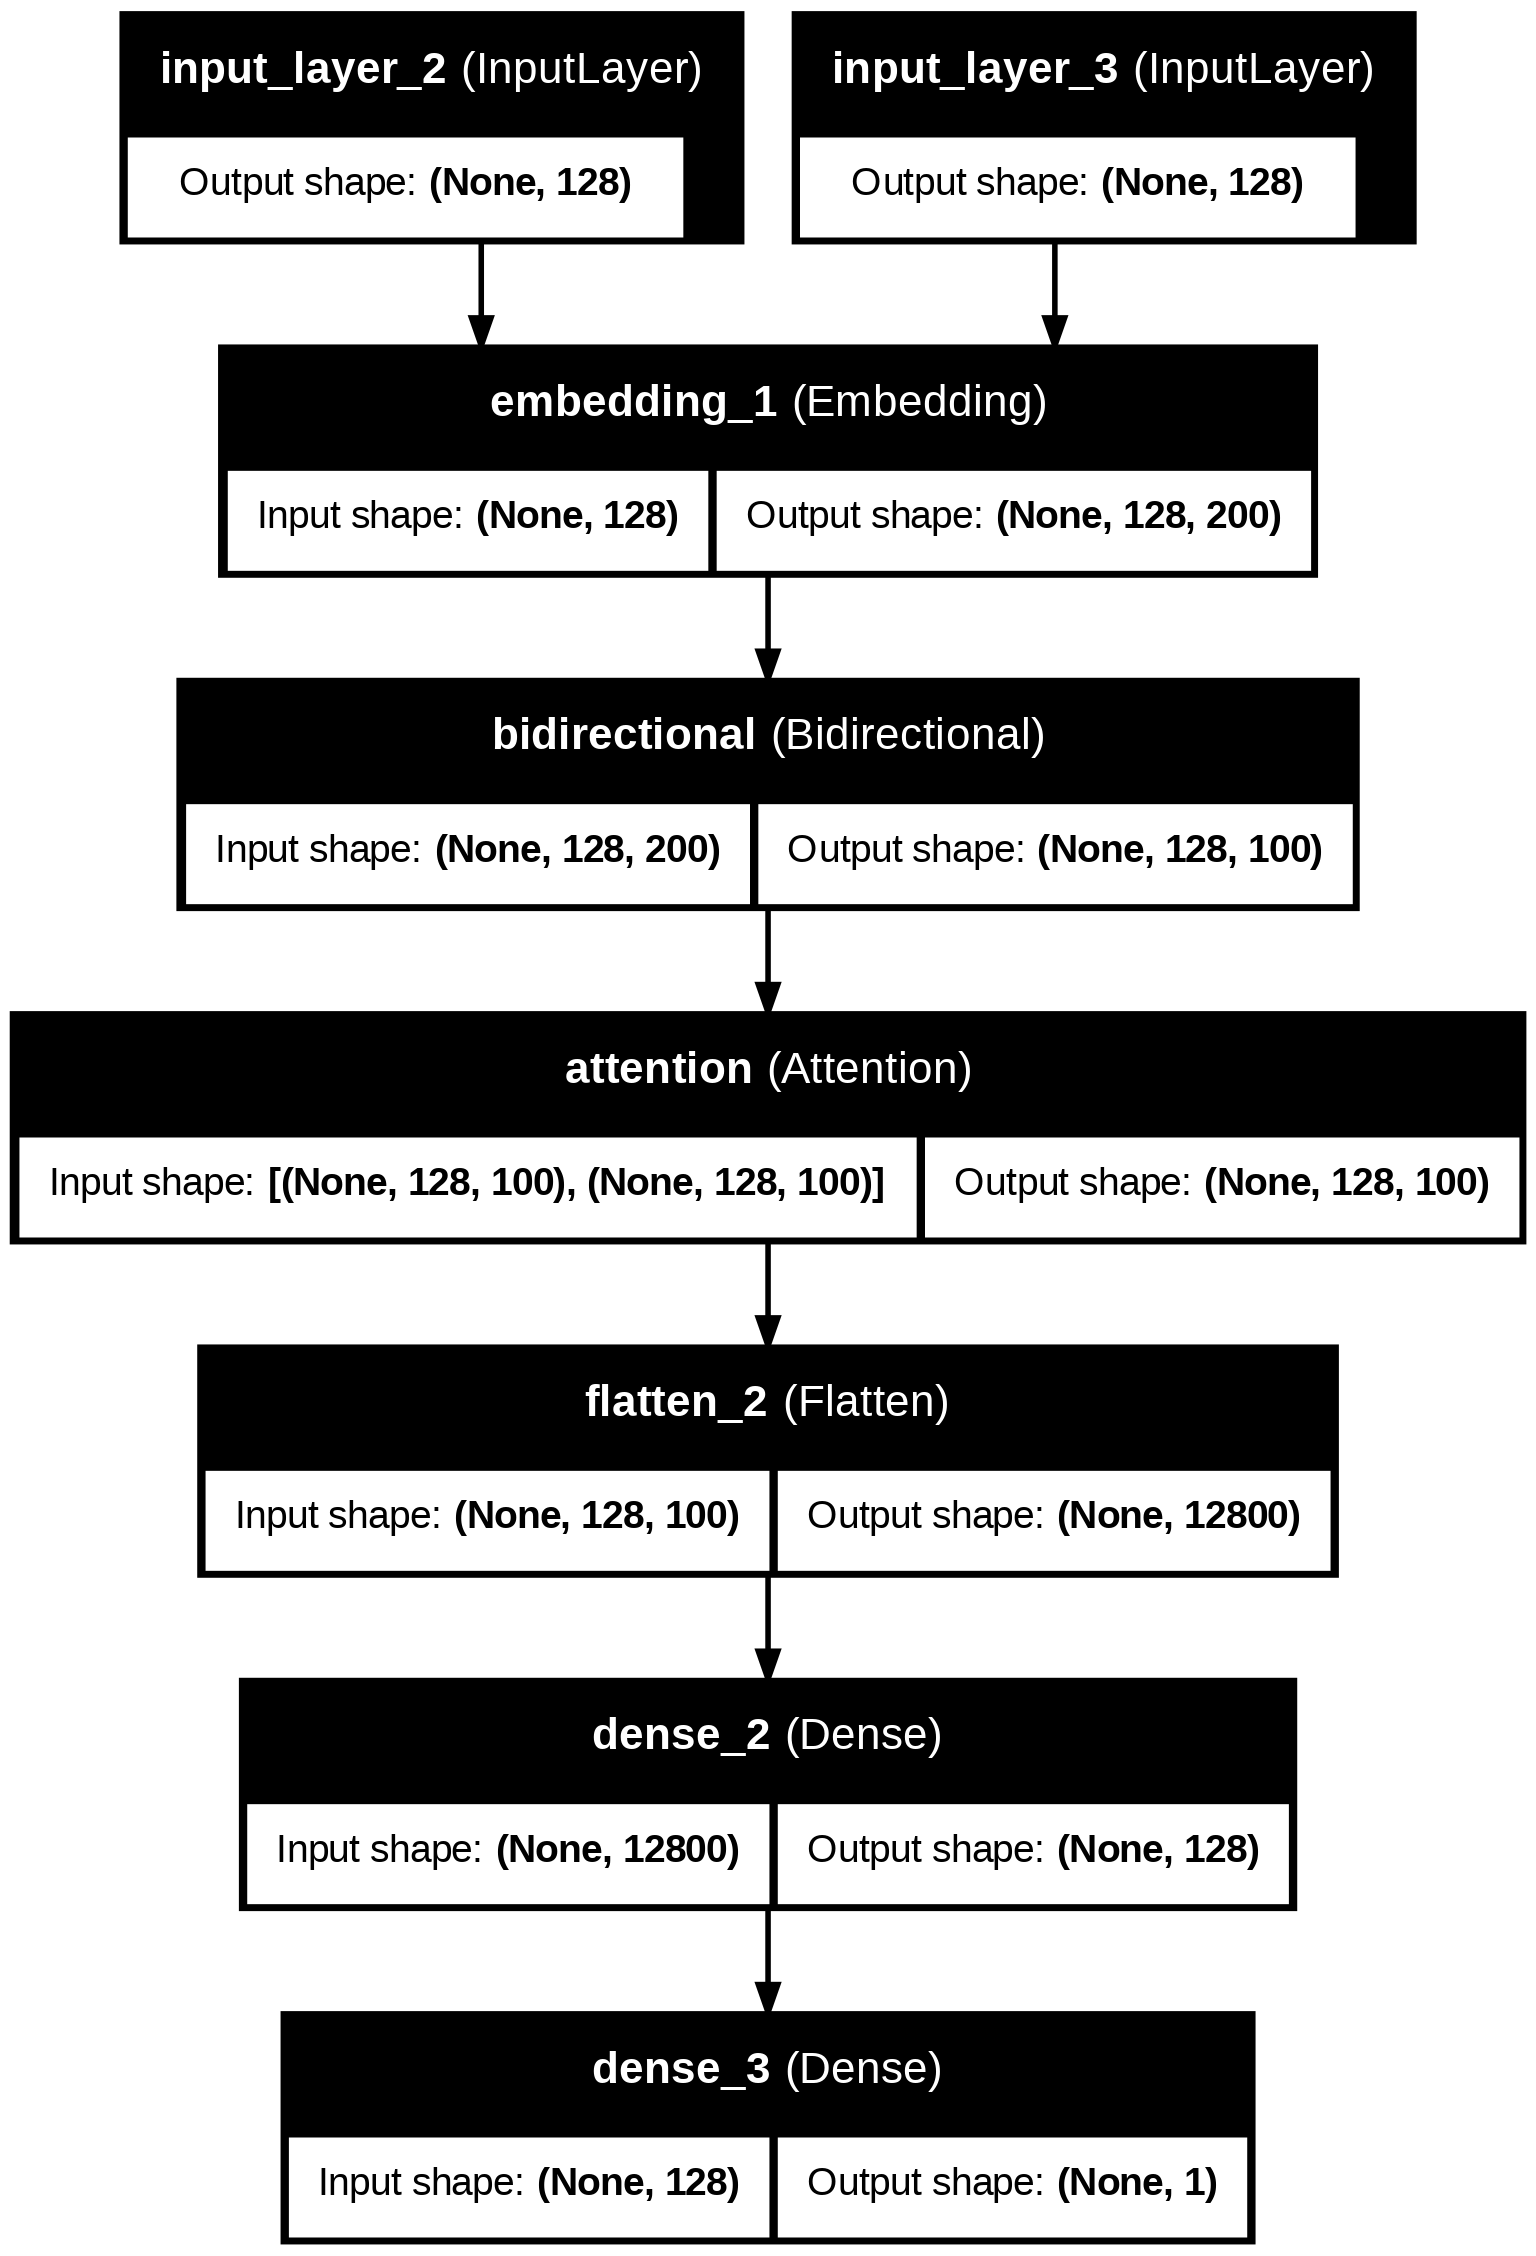 input_layer_2 (InputLayer)
Output shape: (None, 128)
input_layer_3 (InputLayer)
Output shape: (None, 128)
embedding_1 (Embedding)
Input shape: (None, 128)
Output shape: (None, 128, 200)
bidirectional (Bidirectional)
Input shape: (None, 128, 200)
Output shape: (None, 128, 100)
attention (Attention)
Input shape: [(None, 128, 100), (None, 128, 100)]
Output shape: (None, 128, 100)
flatten_2 (Flatten)
Input shape: (None, 128, 100)
Output shape: (None, 12800)
dense_2 (Dense)
Input shape: (None, 12800)
Output shape: (None, 128)
dense_3 (Dense)
Input shape: (None, 128)
Output shape: (None, 1)